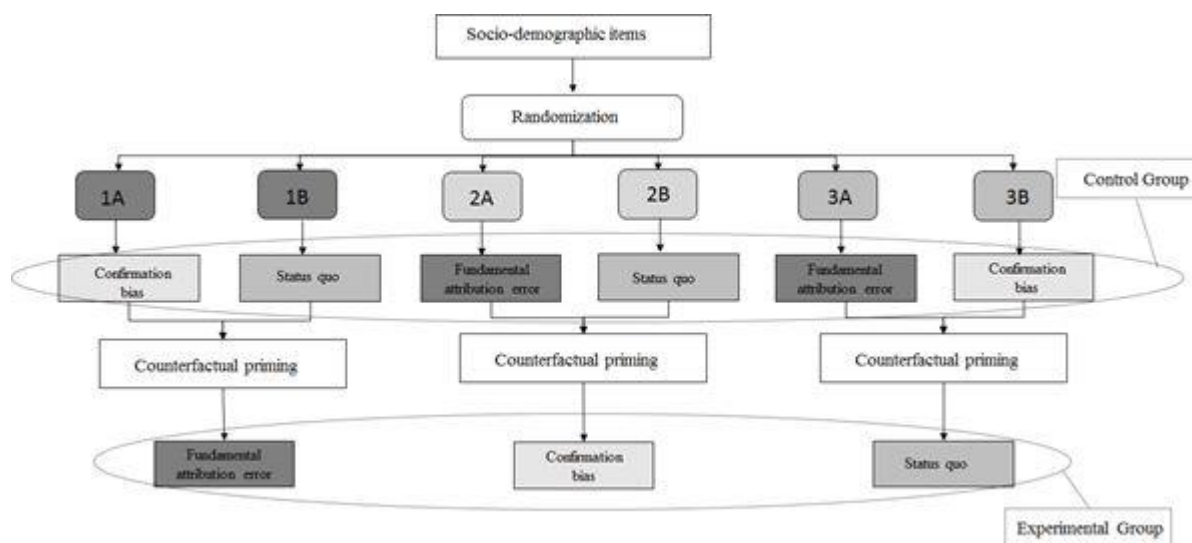 Socio-demographic items
Randomization
1A
1B
2A
2B
3A
3B
Control Group
Confirmation
bias
Status quo
Fundamental
attribution error
Status quo
Fundamental
attribution error
Confirmation
bias
Counterfactual priming
Counterfactual priming
Counterfactual priming
Fundamental
attribution error
Confirmation
bias
Status quo
Experimental Group